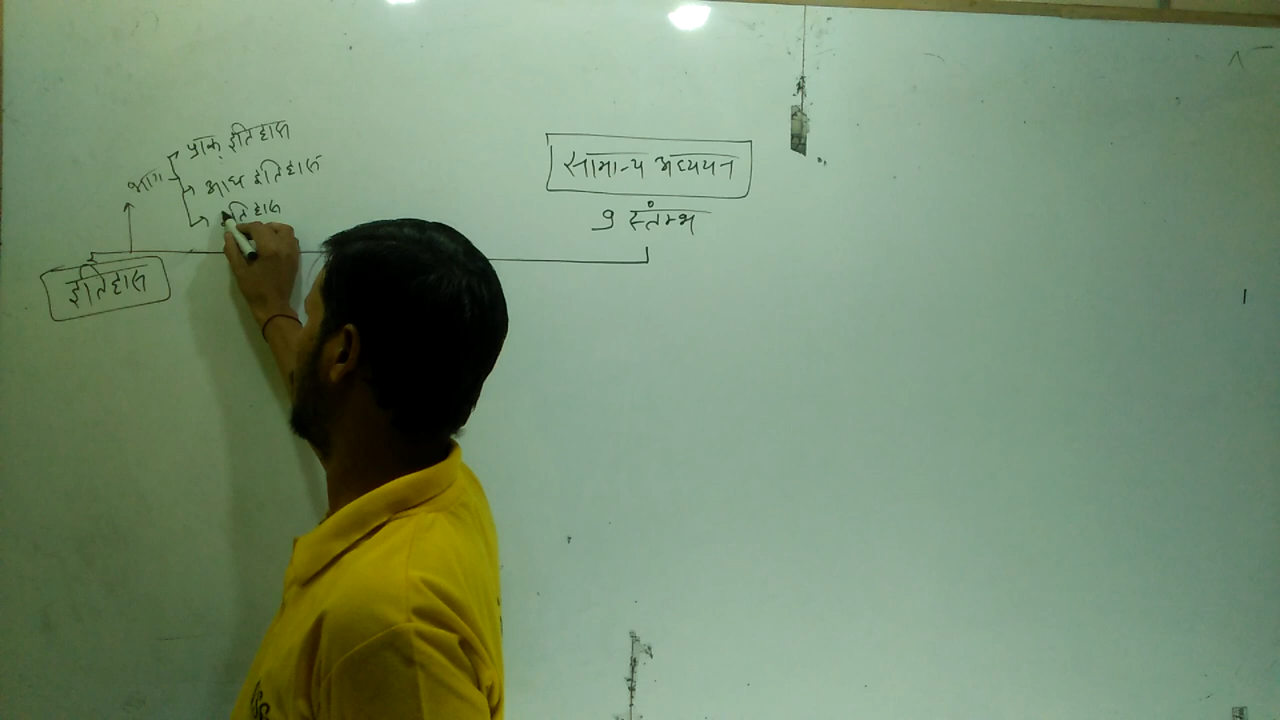 सामान्य अध्ययन
9 स्तंम्भ
भाग
प्राक् इतिहास
आद्य इतिहास
इतिहास
इतिहास